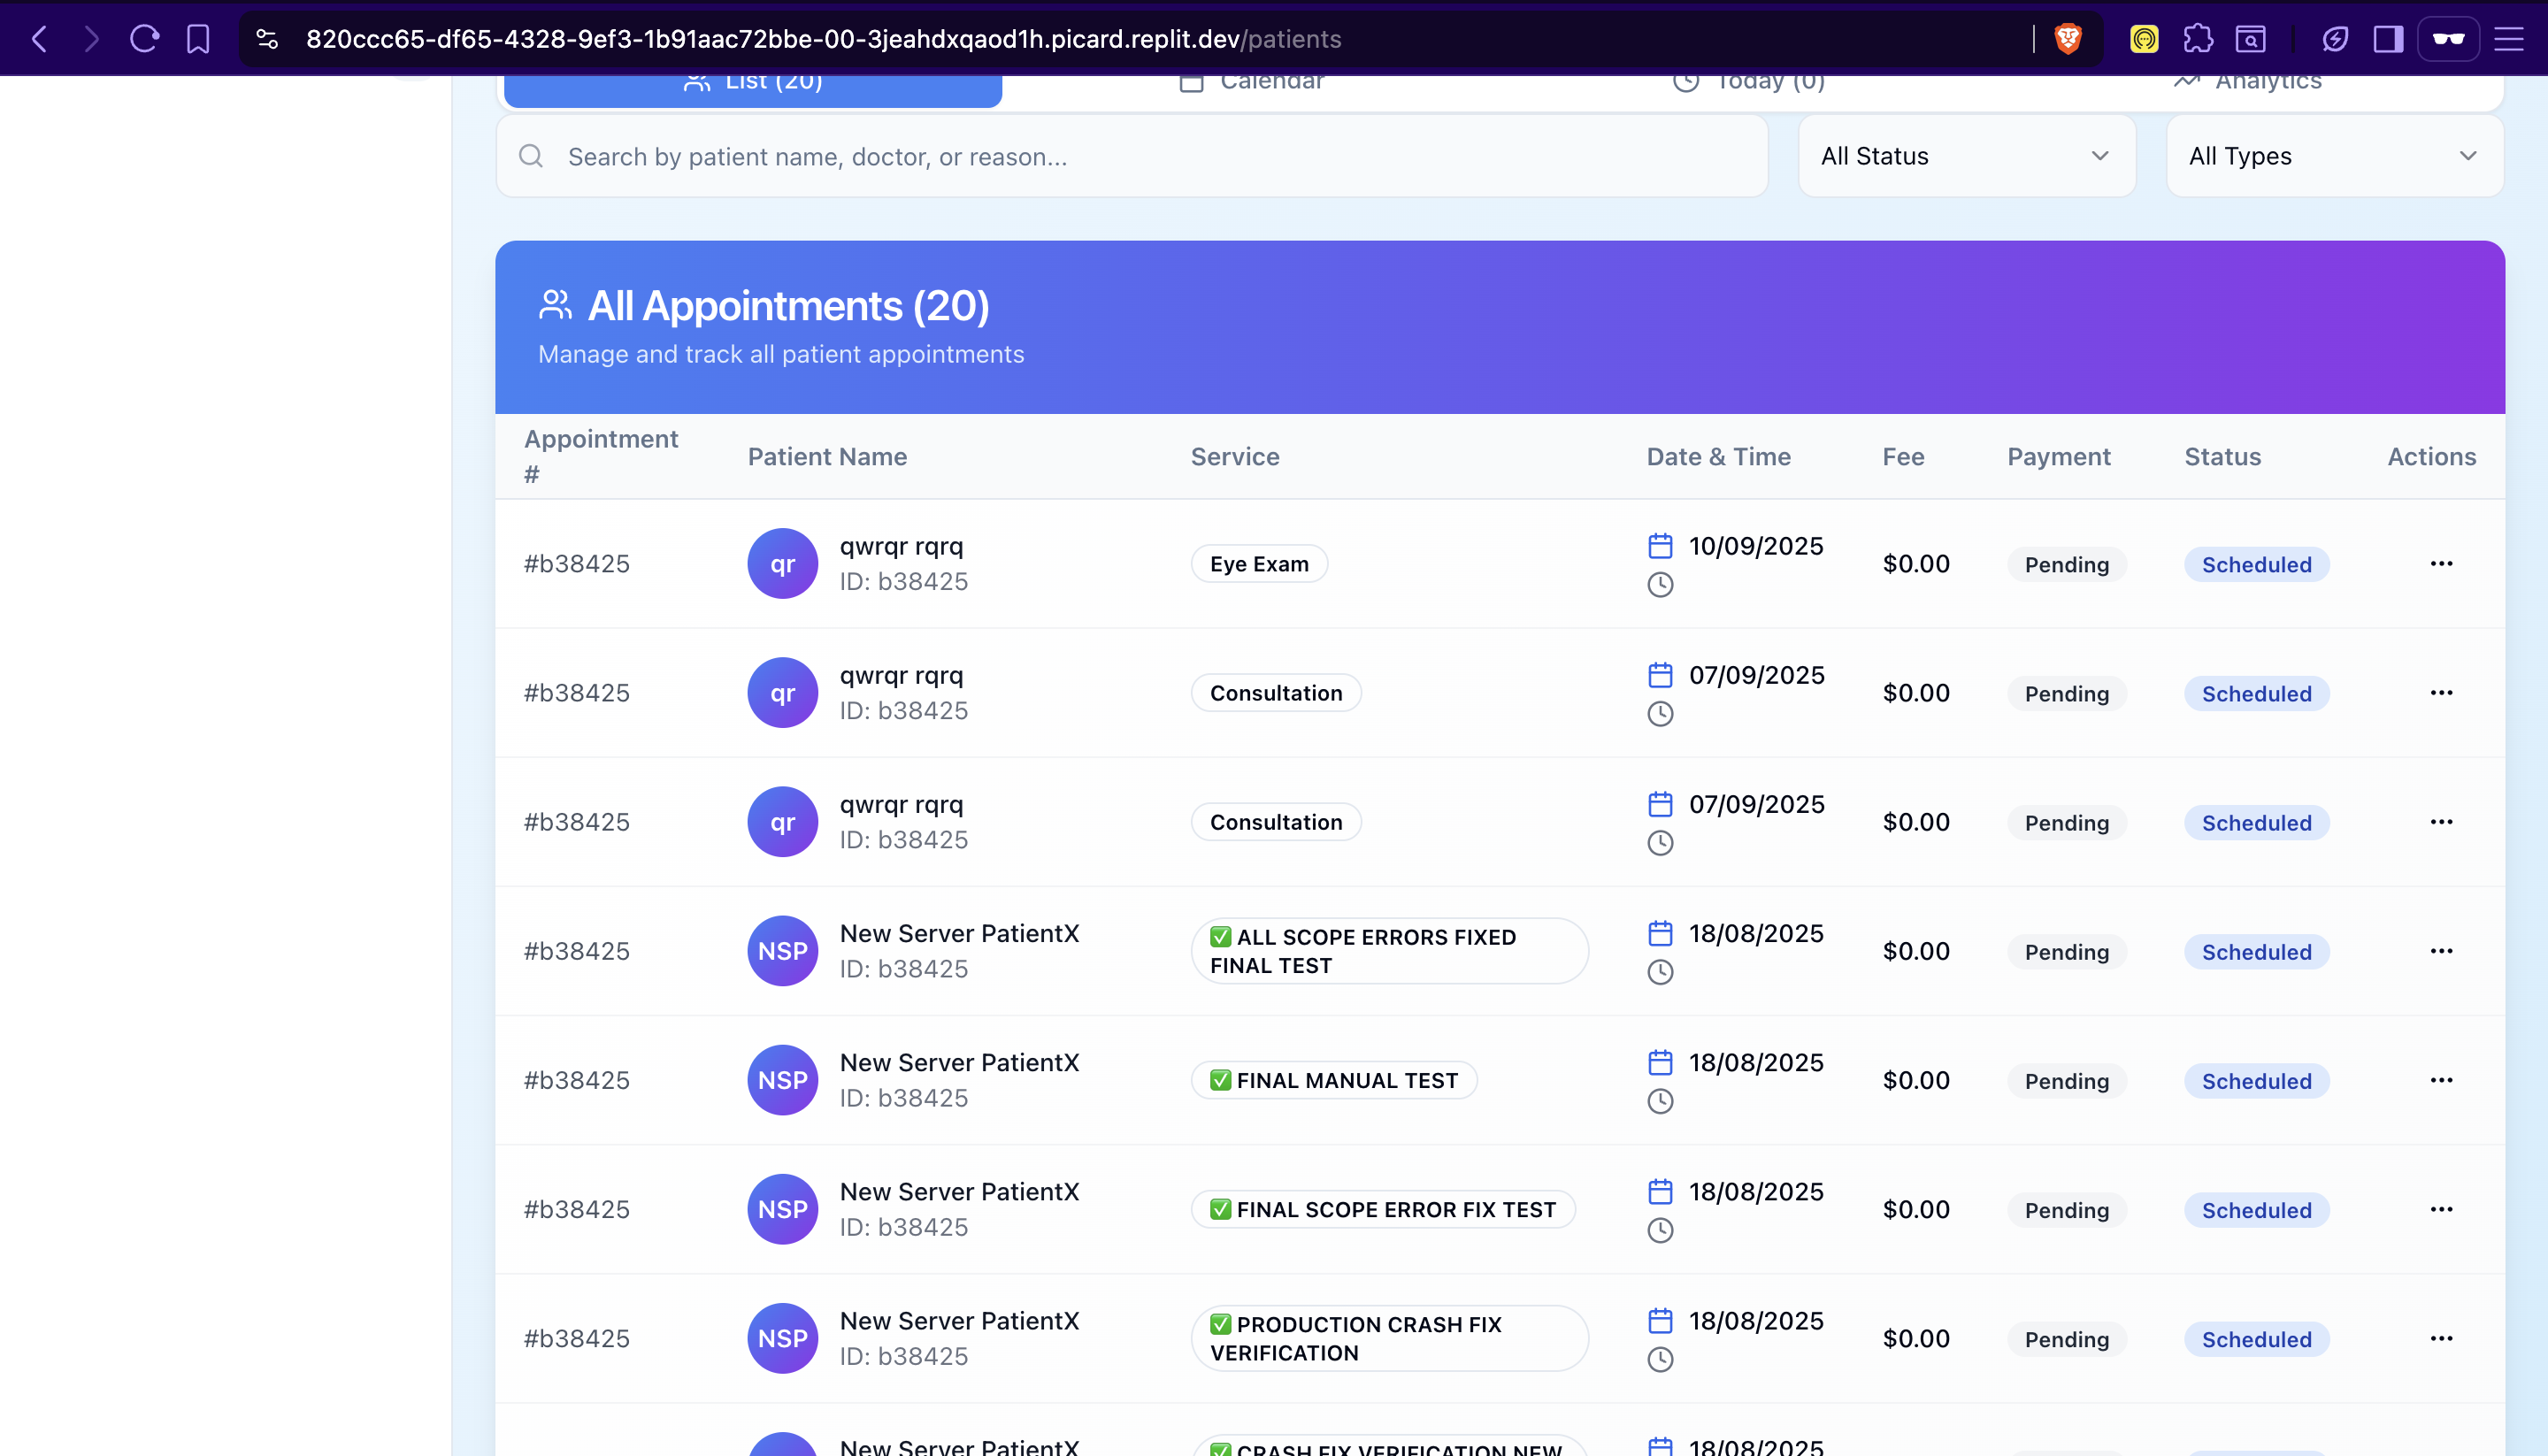 820ccc65-df65-4328-9ef3-1b91aac72bbe-00-3jeahdxqaod1h.picard.replit.dev/patients
List (20) Calendar Today (0) Analytics
Search by patient name, doctor, or reason... All Status All Types
All Appointments (20)
Manage and track all patient appointments
Appointment
# Patient Name Service Date & Time Fee Payment Status Actions
qwrqr rqrq 10/09/2025
#b38425 qr Eye Exam $0.00 Pending Scheduled ...
ID: b38425
qwrqr rqrq 07/09/2025
#b38425 qr Consultation $0.00 Pending Scheduled ...
ID: b38425
qwrqr rqrq 07/09/2025
#b38425 qr Consultation $0.00 Pending Scheduled ...
ID: b38425
New Server PatientX ✅ ALL SCOPE ERRORS FIXED 18/08/2025
#b38425 NSP $0.00 Pending Scheduled ...
ID: b38425 FINAL TEST
New Server PatientX 18/08/2025
#b38425 NSP ✅ FINAL MANUAL TEST $0.00 Pending Scheduled ...
ID: b38425
New Server PatientX 18/08/2025
#b38425 NSP ✅ FINAL SCOPE ERROR FIX TEST $0.00 Pending Scheduled ...
ID: b38425
New Server PatientX ✅ PRODUCTION CRASH FIX 18/08/2025
#b38425 NSP $0.00 Pending Scheduled ...
ID: b38425 VERIFICATION
New Server PatientX ✅ CRASH FIX VERIFICATION NEW 18/08/2025